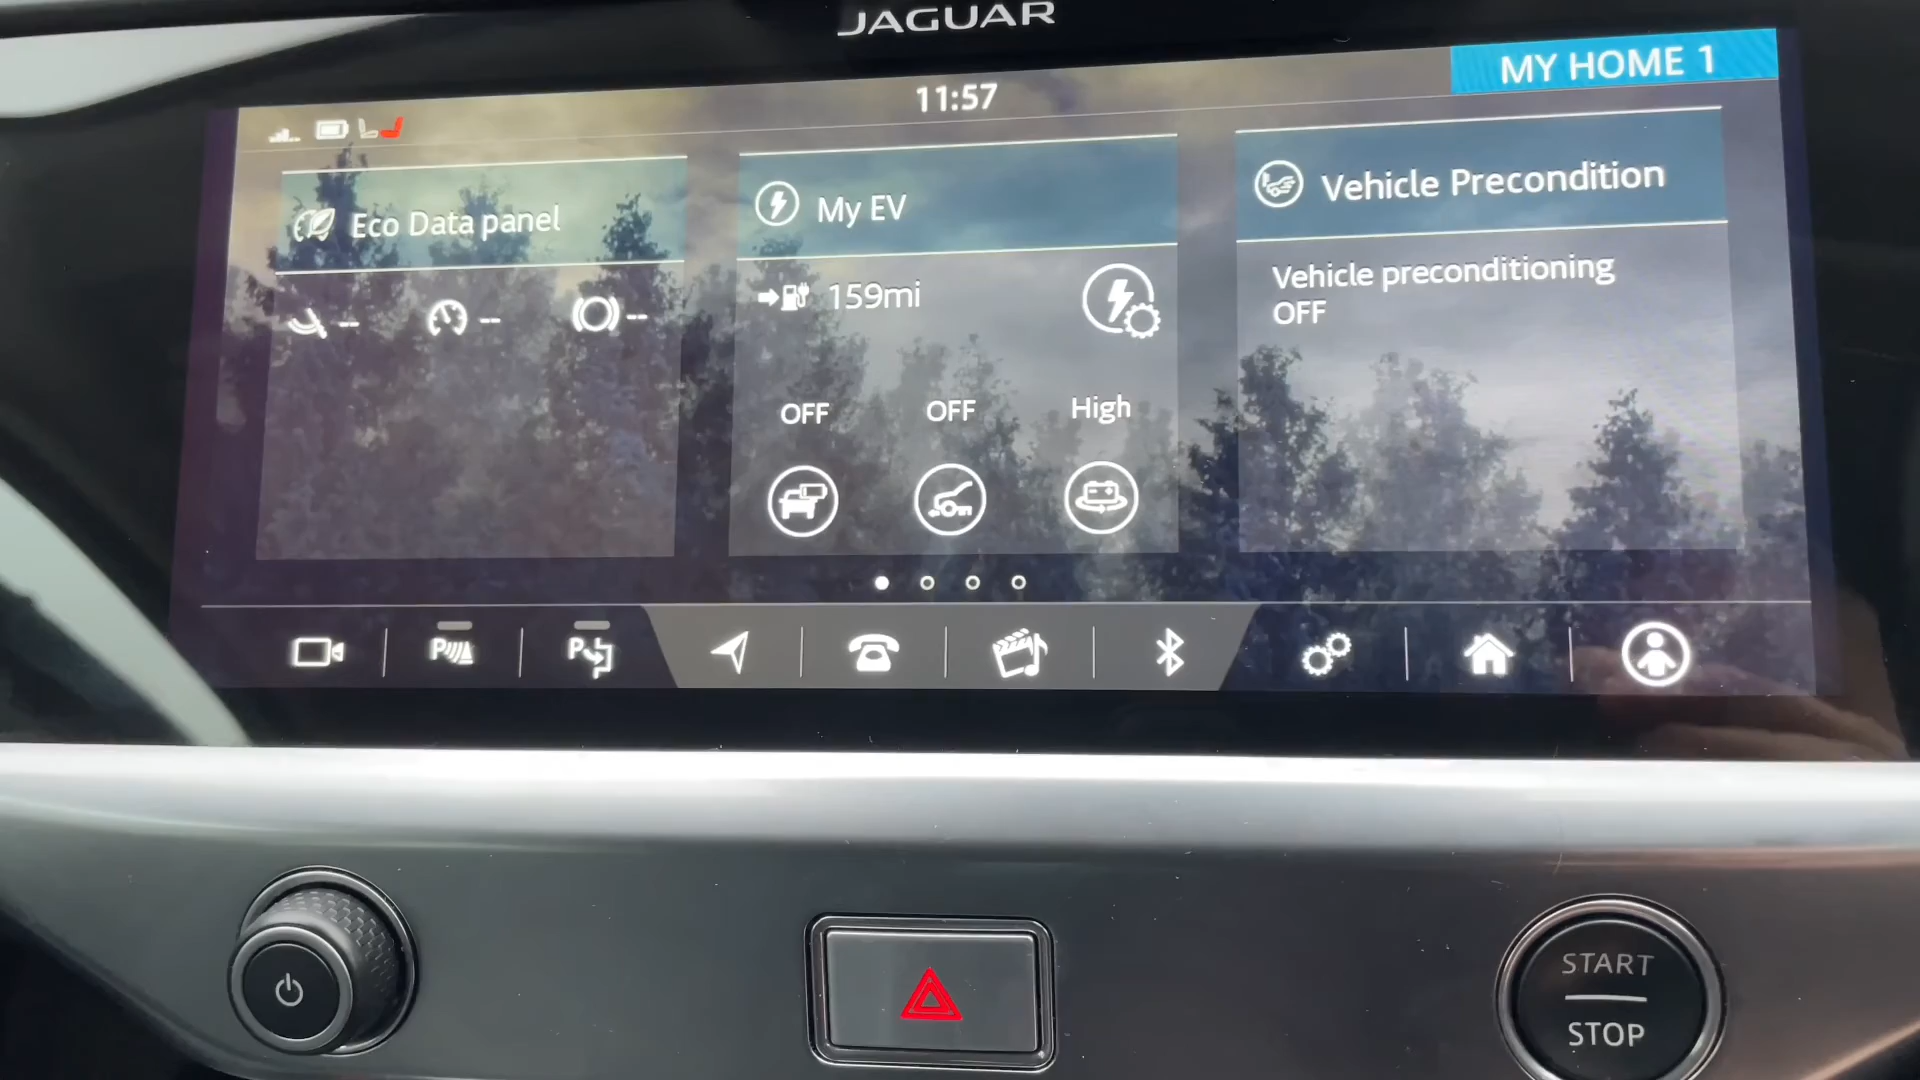 JAGUAR
MY HOME 1
11:57
Eco Data panel
--
--
--
My EV
159mi
OFF
OFF
High
Vehicle Precondition
Vehicle preconditioning
OFF
P
P
START
STOP